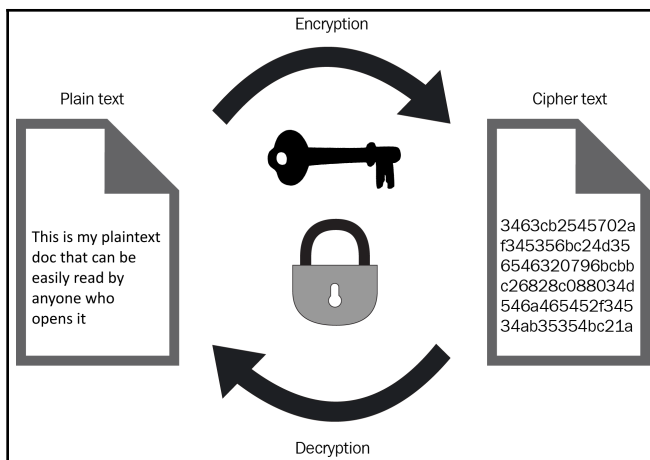 Encryption
Plain text
Cipher text
This is my plaintext
doc that can be
easily read by
anyone who
opens it
3463cb2545702a
f345356bc24d35
6546320796bcbb
c26828c088034d
546a465452f345
34ab35354bc21a
Decryption